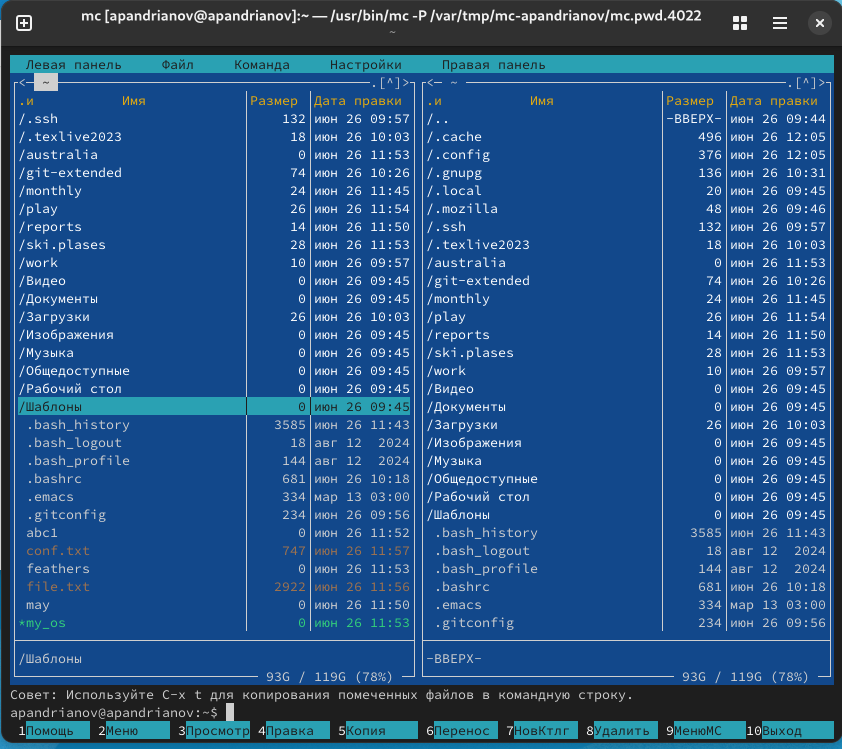 mc [apandrianov@apandrianov]:~ — /usr/bin/mc -P /var/tmp/mc-apandrianov/mc.pwd.4022
~
Левая панель Файл Команда Настройки Правая панель
<─ ~ .[^]> <─ ~ .[^]>
.и Имя Размер Дата правки .и Имя Размер Дата правки
/.ssh 132 июн 26 09:57 /.. -ВВЕРХ- июн 26 09:44
/.texlive2023 18 июн 26 10:03 /.cache 496 июн 26 12:05
/australia 0 июн 26 11:53 /.config 376 июн 26 12:05
/git-extended 74 июн 26 10:26 /.gnupg 136 июн 26 10:31
/monthly 24 июн 26 11:45 /.local 20 июн 26 09:45
/play 26 июн 26 11:54 /.mozilla 48 июн 26 09:46
/reports 14 июн 26 11:50 /.ssh 132 июн 26 09:57
/ski.plases 28 июн 26 11:53 /.texlive2023 18 июн 26 10:03
/work 10 июн 26 09:57 /australia 0 июн 26 11:53
/Видео 0 июн 26 09:45 /git-extended 74 июн 26 10:26
/Документы 0 июн 26 09:45 /monthly 24 июн 26 11:45
/Загрузки 26 июн 26 10:03 /play 26 июн 26 11:54
/Изображения 0 июн 26 09:45 /reports 14 июн 26 11:50
/Музыка 0 июн 26 09:45 /ski.plases 28 июн 26 11:53
/Общедоступные 0 июн 26 09:45 /work 10 июн 26 09:57
/Рабочий стол 0 июн 26 09:45 /Видео 0 июн 26 09:45
/Шаблоны 0 июн 26 09:45 /Документы 0 июн 26 09:45
.bash_history 3585 июн 26 11:43 /Загрузки 26 июн 26 10:03
.bash_logout 18 авг 12 2024 /Изображения 0 июн 26 09:45
.bash_profile 144 авг 12 2024 /Музыка 0 июн 26 09:45
.bashrc 681 июн 26 10:18 /Общедоступные 0 июн 26 09:45
.emacs 334 мар 13 03:00 /Рабочий стол 0 июн 26 09:45
.gitconfig 234 июн 26 09:56 /Шаблоны 0 июн 26 09:45
abc1 0 июн 26 11:52 .bash_history 3585 июн 26 11:43
conf.txt 747 июн 26 11:57 .bash_logout 18 авг 12 2024
feathers 0 июн 26 11:53 .bash_profile 144 авг 12 2024
file.txt 2922 июн 26 11:56 .bashrc 681 июн 26 10:18
may 0 июн 26 11:50 .emacs 334 мар 13 03:00
*my_os 0 июн 26 11:53 .gitconfig 234 июн 26 09:56
/Шаблоны -ВВЕРХ-
93G / 119G (78%) 93G / 119G (78%)
Совет: Используйте C-x t для копирования помеченных файлов в командную строку.
apandrianov@apandrianov:~$
1Помощь 2Меню 3Просмотр 4Правка 5Копия 6Перенос 7НовКтлг 8Удалить 9МенюMC 10Выход